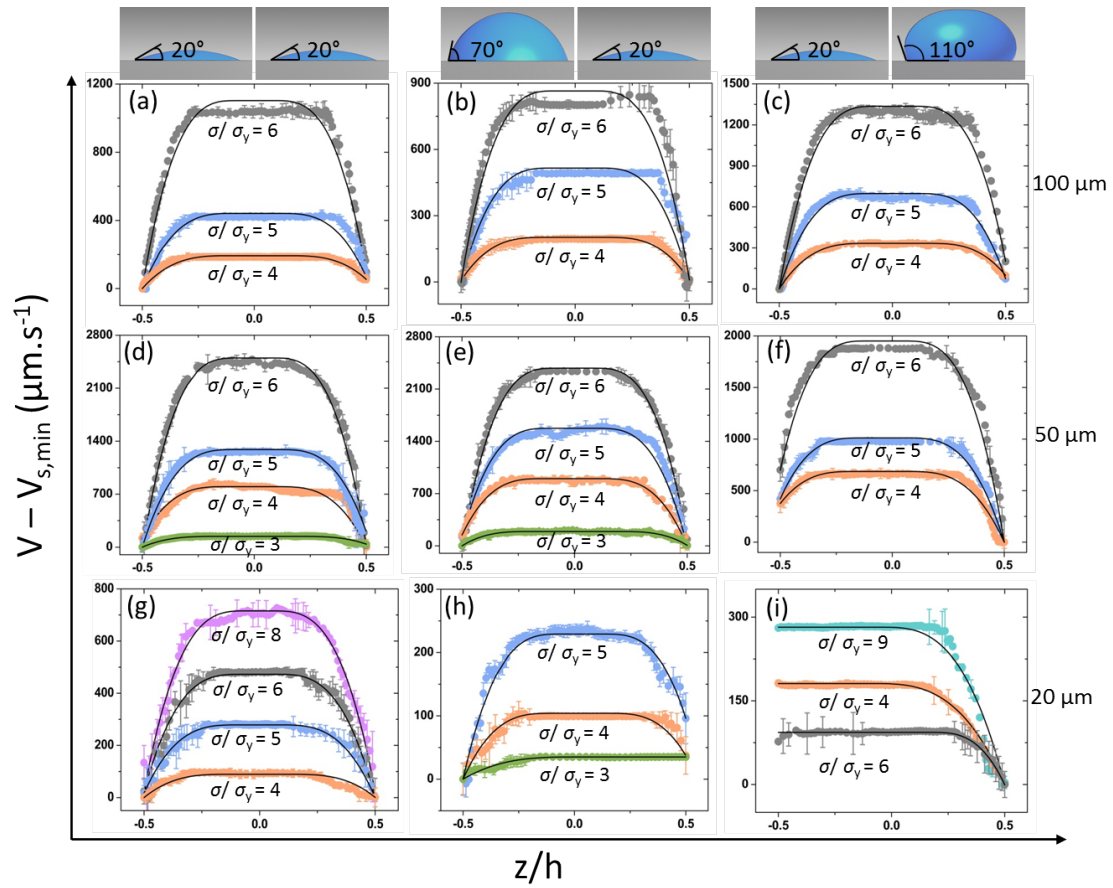 20° 20° 70° 20° 20° 110°
(a) (b) (c)
1200
800
400
0
σ/ σy = 6
σ/ σy = 5
σ/ σy = 4
-0.5 0.0 0.5
900
600
300
0
σ/ σy = 6
σ/ σy = 5
σ/ σy = 4
-0.5 0.0 0.5
1500
1200
900
600
300
0
σ/ σy = 6
σ/ σy = 5
σ/ σy = 4
-0.5 0.0 0.5
100 μm
(d) (e) (f)
2800
2100
1400
700
0
σ/ σy = 6
σ/ σy = 5
σ/ σy = 4
σ/ σy = 3
-0.5 0.0 0.5
2800
2100
1400
700
0
σ/ σy = 6
σ/ σy = 5
σ/ σy = 4
σ/ σy = 3
-0.5 0.0 0.5
2000
1500
1000
500
0
σ/ σy = 6
σ/ σy = 5
σ/ σy = 4
-0.5 0.0 0.5
50 μm
(g) (h) (i)
800
600
400
200
0
σ/ σy = 8
σ/ σy = 6
σ/ σy = 5
σ/ σy = 4
-0.5 0.0 0.5
300
200
100
0
σ/ σy = 5
σ/ σy = 4
σ/ σy = 3
-0.5 0.0 0.5
300
150
0
σ/ σy = 9
σ/ σy = 4
σ/ σy = 6
-0.5 0.0 0.5
20 μm
V – Vs,min (μm.s-1)
z/h